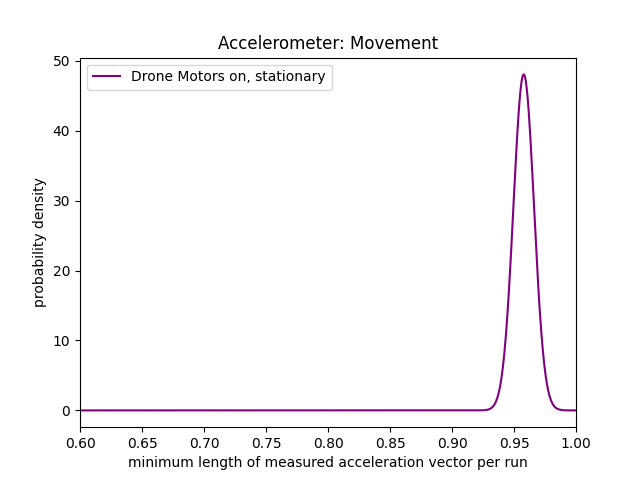 Accelerometer: Movement
Drone Motors on, stationary
probability density
50
40
30
20
10
0
0.60 0.65 0.70 0.75 0.80 0.85 0.90 0.95 1.00
minimum length of measured acceleration vector per run